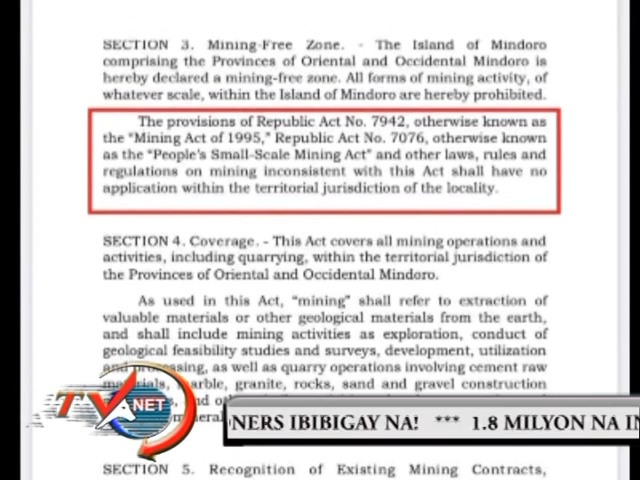 SECTION 3. Mining-Free Zone. - The Island of Mindoro
comprising the Provinces of Oriental and Occidental Mindoro is
hereby declared a mining-free zone. All forms of mining activity, of
whatever scale, within the Island of Mindoro are hereby prohibited.
The provisions of Republic Act No. 7942, otherwise known as
the "Mining Act of 1995," Republic Act No. 7076, otherwise known
as the "People's Small-Scale Mining Act" and other laws, rules and
regulations on mining inconsistent with this Act shall have no
application within the territorial jurisdiction of the locality.
SECTION 4. Coverage. - This Act covers all mining operations and
activities, including quarrying, within the territorial jurisdiction of
the Provinces of Oriental and Occidental Mindoro.
As used in this Act, "mining" shall refer to extraction of
valuable materials or other geological materials from the earth,
and shall include mining activities as exploration, conduct of
geological feasibility studies and surveys, development, utilization
and processing, as well as quarry operations involving cement raw
marble, granite, rocks, sand and gravel construction
TV NET
ONERS IBIBIGAY NA! *** 1.8 MILYON NA IN
SECTION 5. Recognition of Existing Mining Contracts,